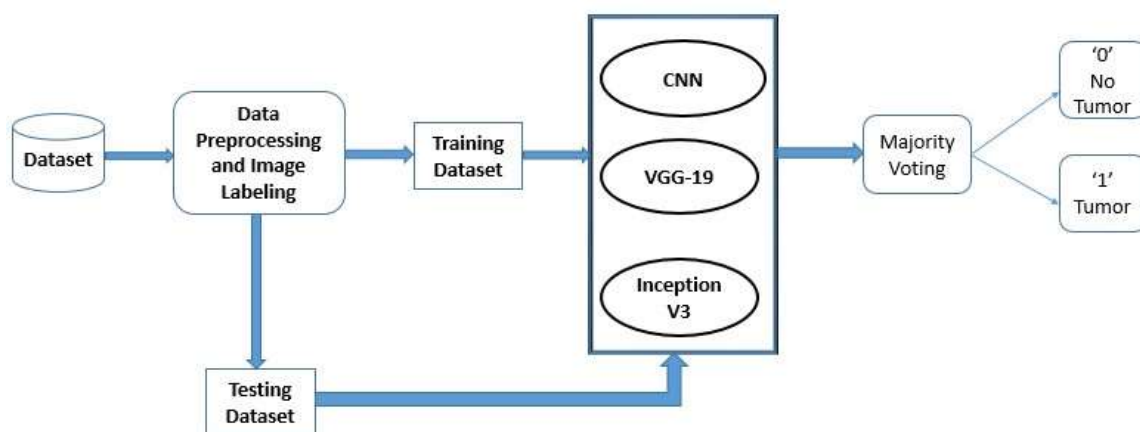 Dataset
Data
Preprocessing
and Image
Labeling
Training
Dataset
Testing
Dataset
CNN
VGG-19
Inception
V3
Majority
Voting
‘0’
No
Tumor
‘1’
Tumor